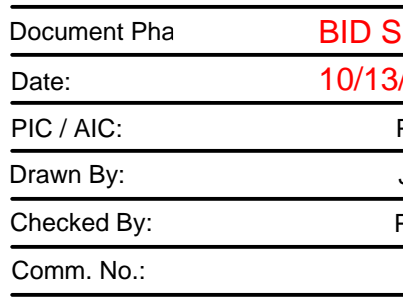 Document Pha BID S
Date: 10/13/
PIC / AIC:
Drawn By:
Checked By:
Comm. No.: